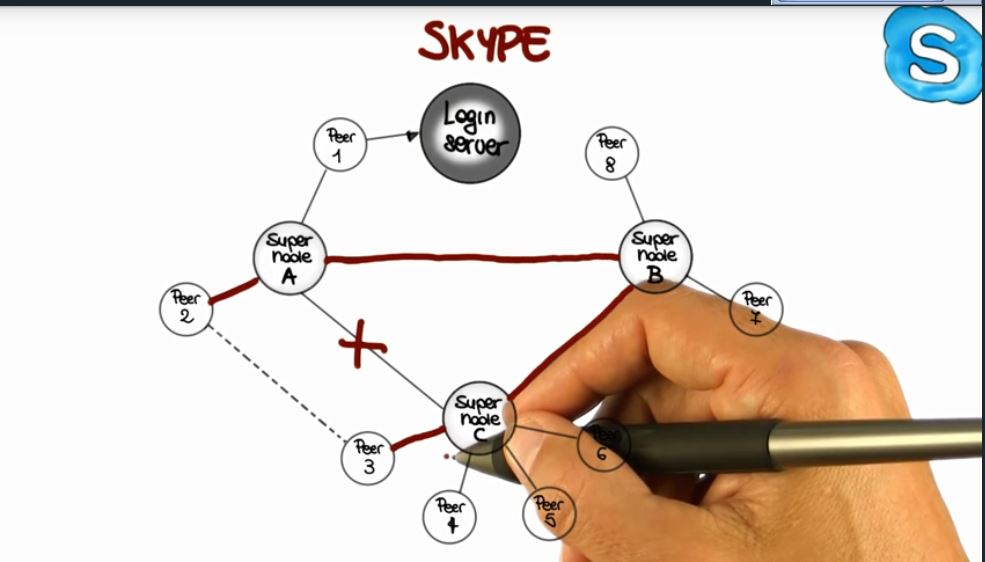 SKYPE
S
Login
server
Peer
1
Peer
8
Super
node
A
Super
node
B
Peer
2
Peer
7
Super
node
C
Peer
3
Peer
6
Peer
4
Peer
5